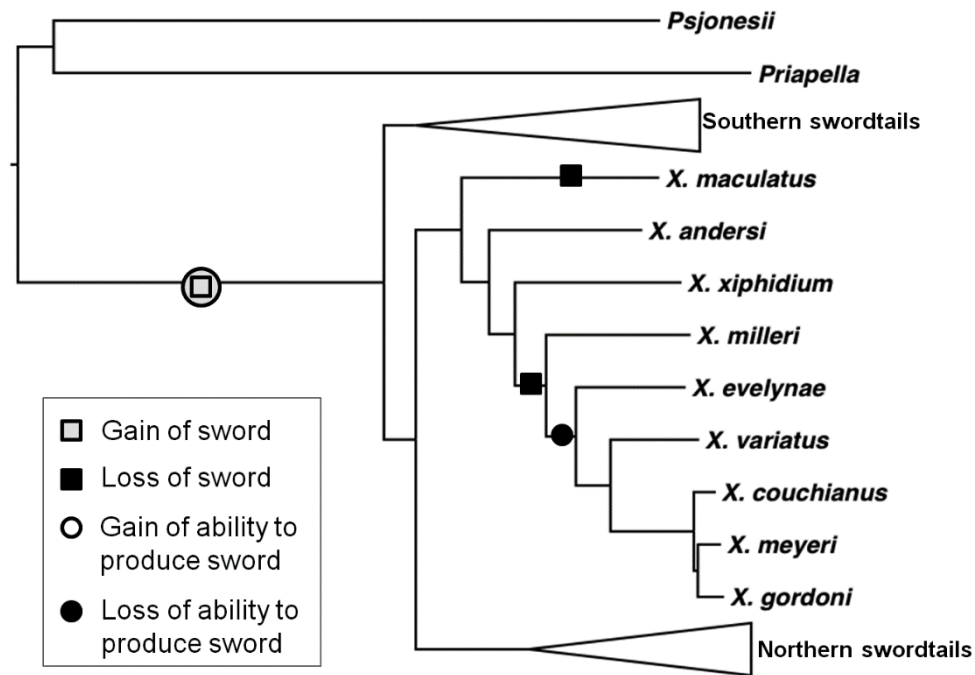 Psjonesii
Priapella
Southern swordtails
X. maculatus
X. andersi
X. xiphidium
X. milleri
X. evelynae
X. variatus
X. couchianus
X. meyeri
X. gordoni
Northern swordtails
Gain of sword
Loss of sword
Gain of ability to
produce sword
Loss of ability to
produce sword